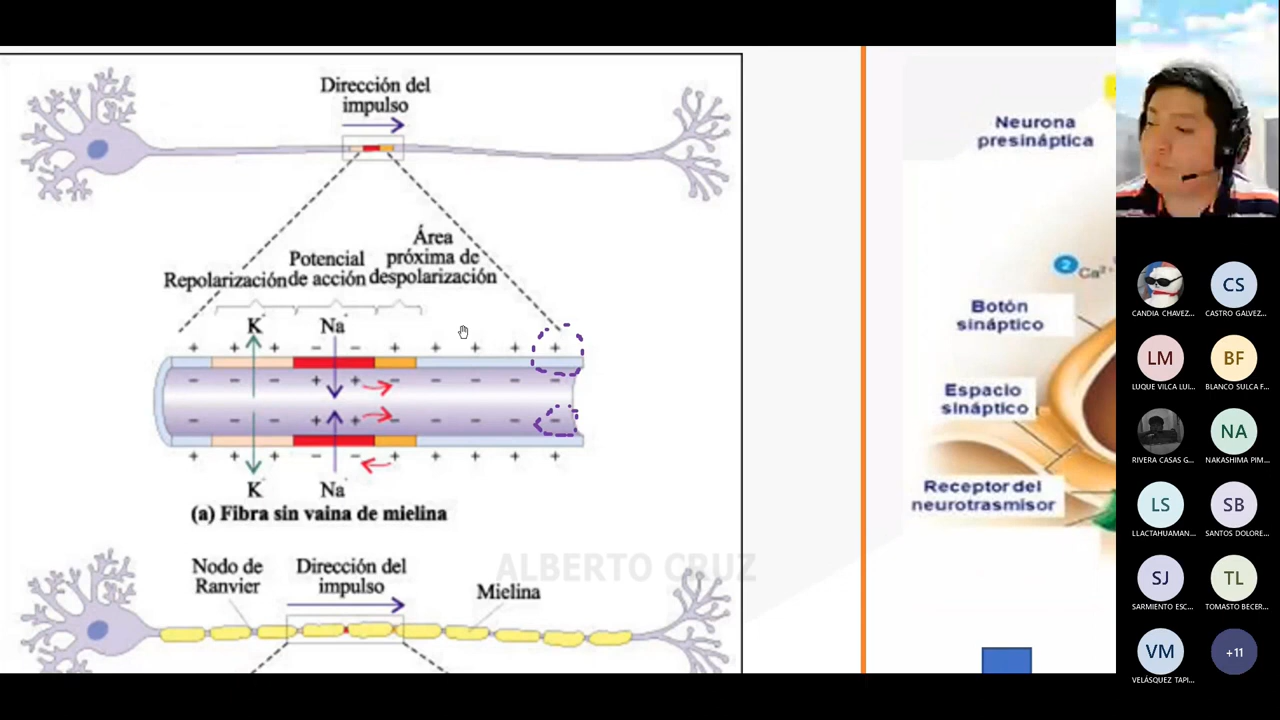 Dirección del
impulso
Repolarización
Potencial
de acción
Área
próxima de
despolarización
K
Na
+ + + - - + + + + +
- - - + + - - - - -
- - - + + - - - - -
+ + + - - + + + + +
K
Na
(a) Fibra sin vaina de mielina
Nodo de
Ranvier
Dirección del
impulso
Mielina
ALBERTO CRUZ
Neurona
presináptica
2
Ca²⁺
Botón
sináptico
Espacio
sináptico
Receptor del
neurotrasmisor
CANDIA CHAVEZ...
CS
CASTRO GALVEZ...
LM
LUQUE VILCA LUI...
BF
BLANCO SULCA F...
RIVERA CASAS G...
NA
NAKASHIMA PIM...
LS
LLACTAHUAMAN...
SB
SANTOS DOLORE...
SJ
SARMIENTO ESC...
TL
TOMASTO BECER...
VM
VELÁSQUEZ TAPI...
+11